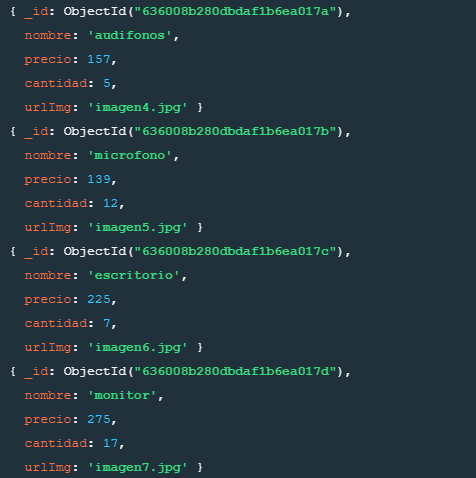 { _id: ObjectId("636008b280dbdaf1b6ea017a"),
nombre: 'audifonos',
precio: 157,
cantidad: 5,
urlImg: 'imagen4.jpg' }
{ _id: ObjectId("636008b280dbdaf1b6ea017b"),
nombre: 'microfono',
precio: 139,
cantidad: 12,
urlImg: 'imagen5.jpg' }
{ _id: ObjectId("636008b280dbdaf1b6ea017c"),
nombre: 'escritorio',
precio: 225,
cantidad: 7,
urlImg: 'imagen6.jpg' }
{ _id: ObjectId("636008b280dbdaf1b6ea017d"),
nombre: 'monitor',
precio: 275,
cantidad: 17,
urlImg: 'imagen7.jpg' }